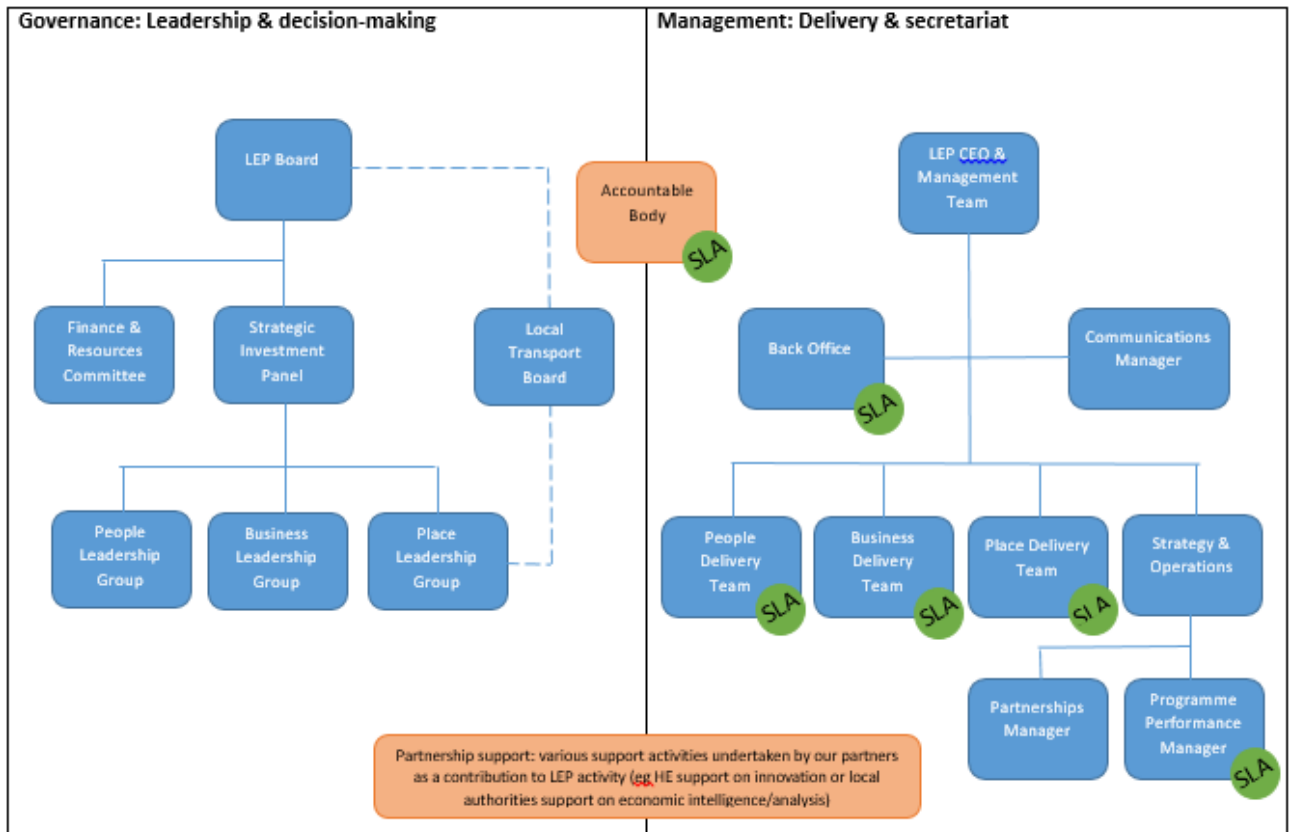 Governance: Leadership & decision-making
LEP Board
Finance &
Resources
Committee
Strategic
Investment
Panel
Local
Transport
Board
People
Leadership
Group
Business
Leadership
Group
Place
Leadership
Group
Accountable
Body
SLA
Management: Delivery & secretariat
LEP CEO &
Management
Team
Back Office
SLA
Communications
Manager
People
Delivery
Team
SLA
Business
Delivery
Team
SLA
Place Delivery
Team
SLA
Strategy &
Operations
Partnerships
Manager
Programme
Performance
Manager
SLA
Partnership support: various support activities undertaken by our partners
as a contribution to LEP activity (eg HE support on innovation or local
authorities support on economic intelligence/analysis)